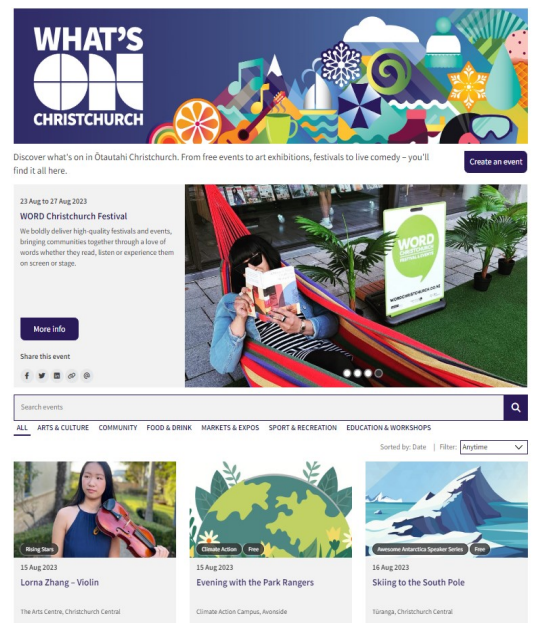 WHAT'S
ON
CHRISTCHURCH
Discover what's on in Ōtautahi Christchurch. From free events to art exhibitions, festivals to live comedy – you'll
find it all here.
Create an event
23 Aug to 27 Aug 2023
WORD Christchurch Festival
We boldly deliver high-quality festivals and events,
bringing communities together through a love of
words whether they read, listen or experience them
on screen or stage.
More info
Share this event
WORD
CHRISTCHURCH
WORDCHRISTCHURCH.CO.NZ
Search events
ALL ARTS & CULTURE COMMUNITY FOOD & DRINK MARKETS & EXPOS SPORT & RECREATION EDUCATION & WORKSHOPS
Sorted by: Date | Filter: Anytime
Rising Stars
15 Aug 2023
Lorna Zhang – Violin
The Arts Centre, Christchurch Central
Climate Action Free
15 Aug 2023
Evening with the Park Rangers
Climate Action Campus, Avonside
Awesome Antarctica Speaker Series Free
16 Aug 2023
Skiing to the South Pole
Tūranga, Christchurch Central